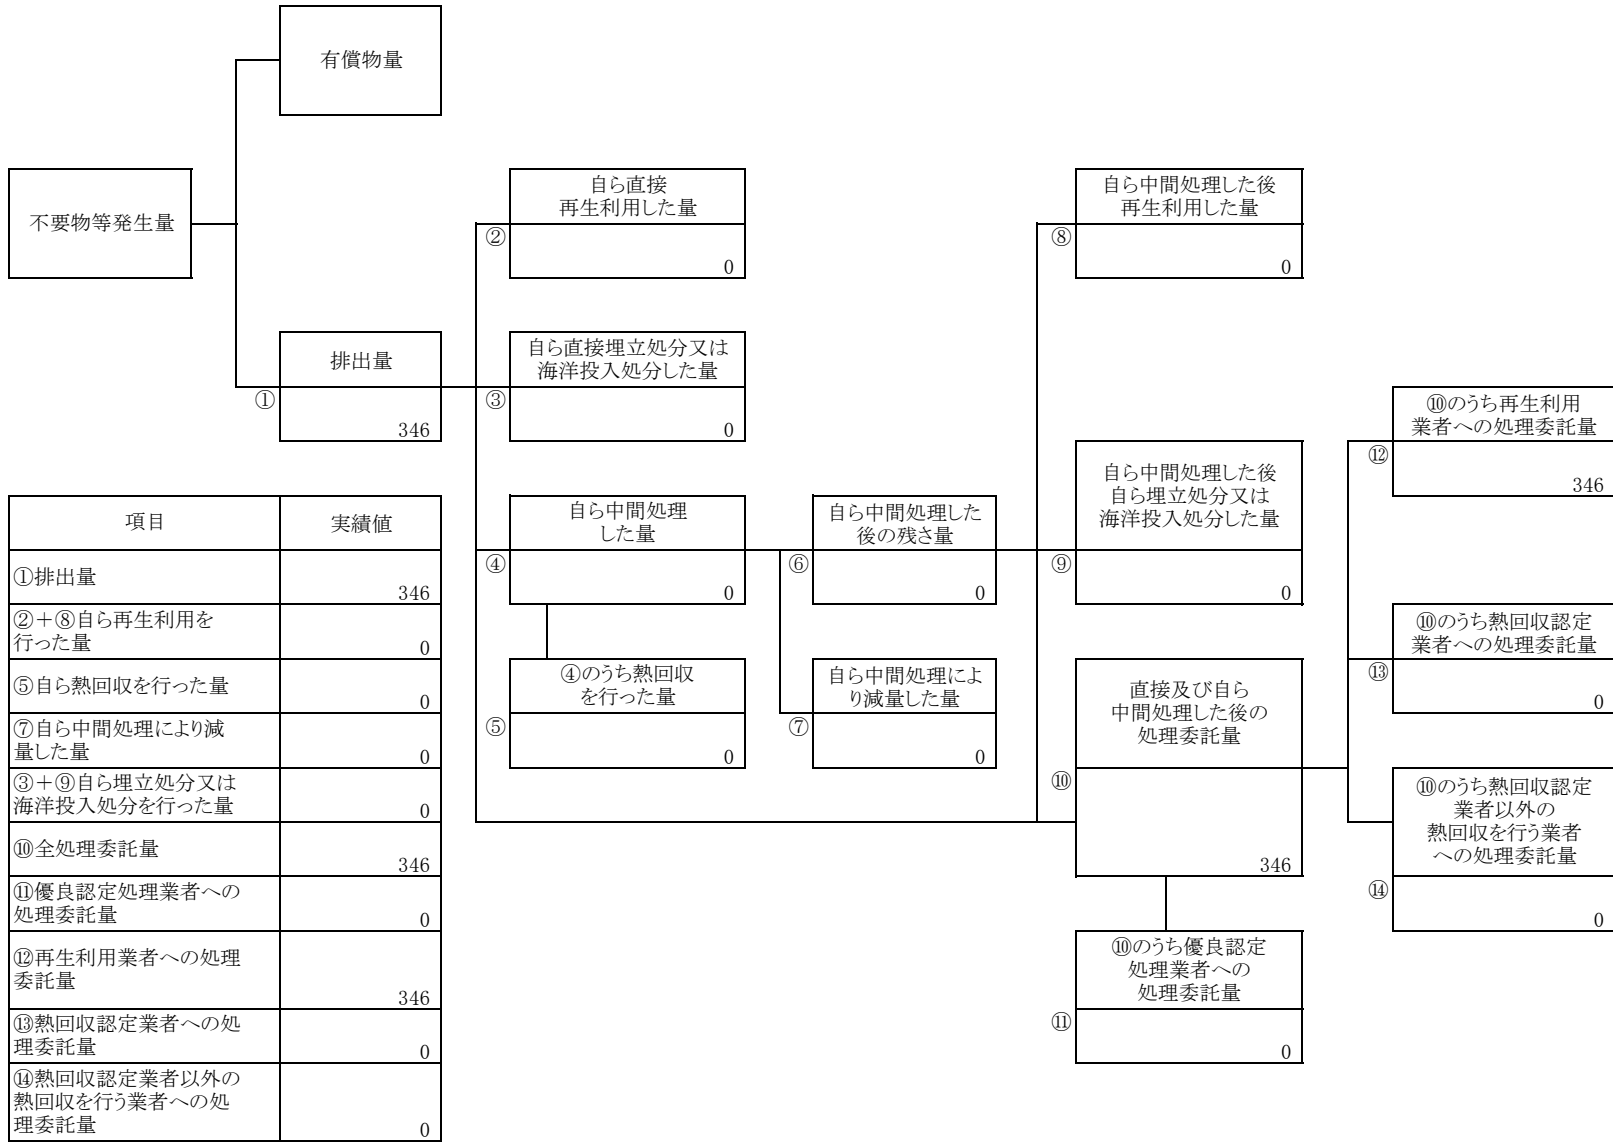 有償物量
不要物等発生量
自ら直接
再生利用した量
②
0
自ら中間処理した後
再生利用した量
⑧
0
排出量
①
346
自ら直接埋立処分又は
海洋投入処分した量
③
0
⑩のうち再生利用
業者への処理委託量
⑫
346
自ら中間処理
した量
④
0
自ら中間処理した
後の残さ量
⑥
0
自ら中間処理した後
自ら埋立処分又は
海洋投入処分した量
⑨
0
⑩のうち熱回収認定
業者への処理委託量
⑬
0
④のうち熱回収
を行った量
⑤
0
自ら中間処理によ
り減量した量
⑦
0
直接及び自ら
中間処理した後の
処理委託量
⑩
346
⑩のうち熱回収認定
業者以外の
熱回収を行う業者
への処理委託量
⑭
0
⑩のうち優良認定
処理業者への
処理委託量
⑪
0
項目 実績値
①排出量
346
②＋⑧自ら再生利用を
行った量
0
⑤自ら熱回収を行った量
0
⑦自ら中間処理により減
量した量
0
③＋⑨自ら埋立処分又は
海洋投入処分を行った量
0
⑩全処理委託量
346
⑪優良認定処理業者への
処理委託量
0
⑫再生利用業者への処理
委託量
346
⑬熱回収認定業者への処
理委託量
0
⑭熱回収認定業者以外の
熱回収を行う業者への処
理委託量
0